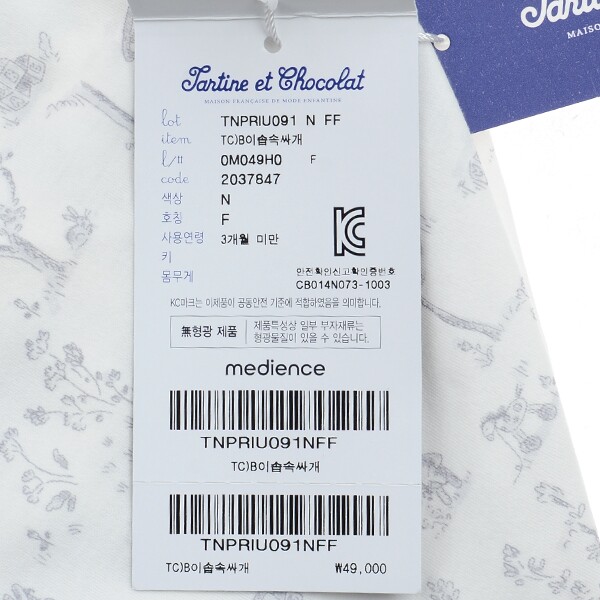 Tartine et Chocolat
MAISON FRANÇAISE DE MODE ENFANTINE
lot TNPRIU091 N FF
item TC)B이솝속싸개
l/# 0M049H0 F
code 2037847
색상 N
호칭 F
사용연령 3개월 미만
키
몸무게
안전확인신고확인증번호
CB014N073-1003
KC마크는 이제품이 공통안전 기준에 적합하였음을 의미합니다.
無형광 제품
제품특성상 일부 부자재류는
형광물질이 있을 수 있습니다.
medience
TNPRIU091NFF
TC)B이솝속싸개
TNPRIU091NFF
TC)B이솝속싸개 ₩49,000